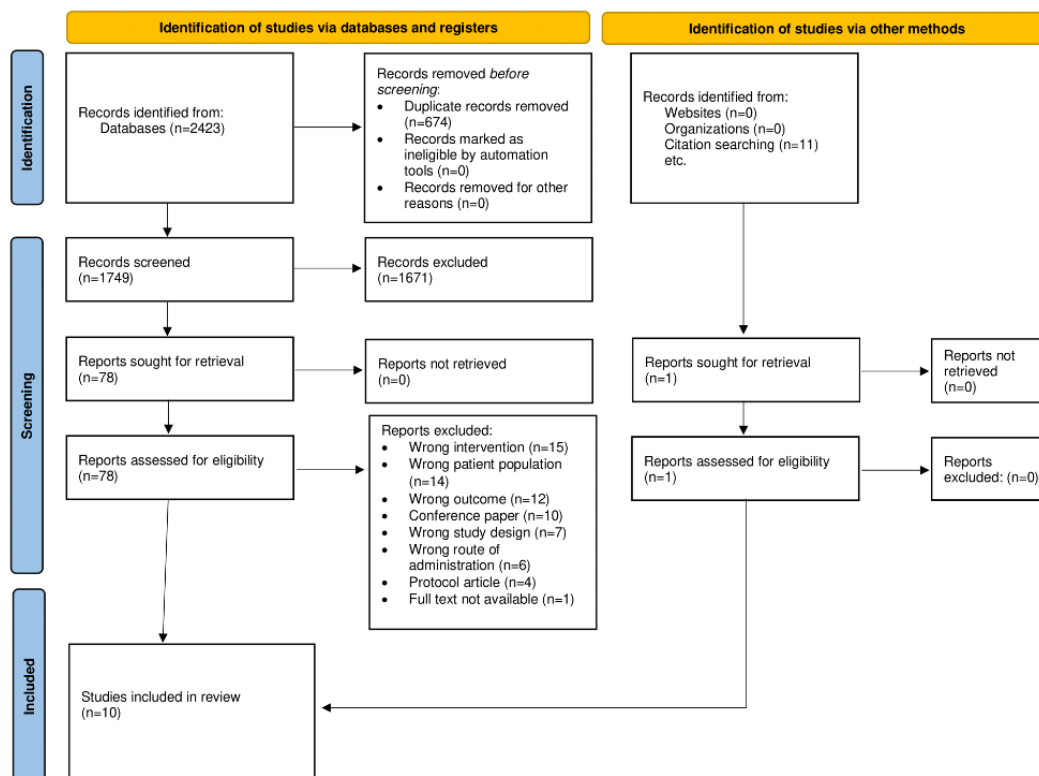 Identification of studies via databases and registers
Identification of studies via other methods
Identification
Records identified from:
Databases (n=2423)
Records removed before
screening:
• Duplicate records removed
(n=674)
• Records marked as
ineligible by automation
tools (n=0)
• Records removed for other
reasons (n=0)
Records identified from:
Websites (n=0)
Organizations (n=0)
Citation searching (n=11)
etc.
Screening
Records screened
(n=1749)
Records excluded
(n=1671)
Reports sought for retrieval
(n=78)
Reports not retrieved
(n=0)
Reports sought for retrieval
(n=1)
Reports not
retrieved
(n=0)
Reports assessed for eligibility
(n=78)
Reports excluded:
• Wrong intervention (n=15)
• Wrong patient population
(n=14)
• Wrong outcome (n=12)
• Conference paper (n=10)
• Wrong study design (n=7)
• Wrong route of
administration (n=6)
• Protocol article (n=4)
• Full text not available (n=1)
Reports assessed for eligibility
(n=1)
Reports
excluded: (n=0)
Included
Studies included in review
(n=10)